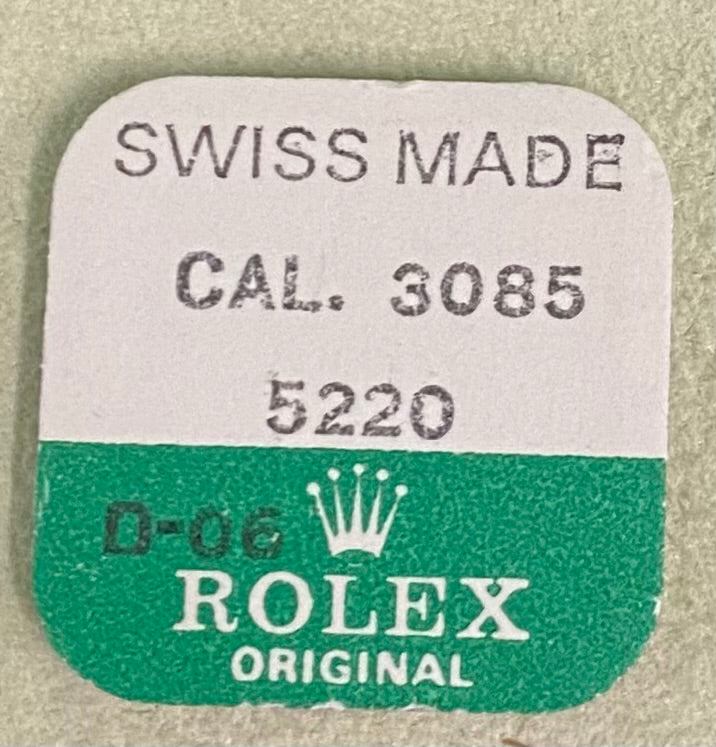 SWISS MADE
CAL. 3085
5220
D-06
ROLEX
ORIGINAL